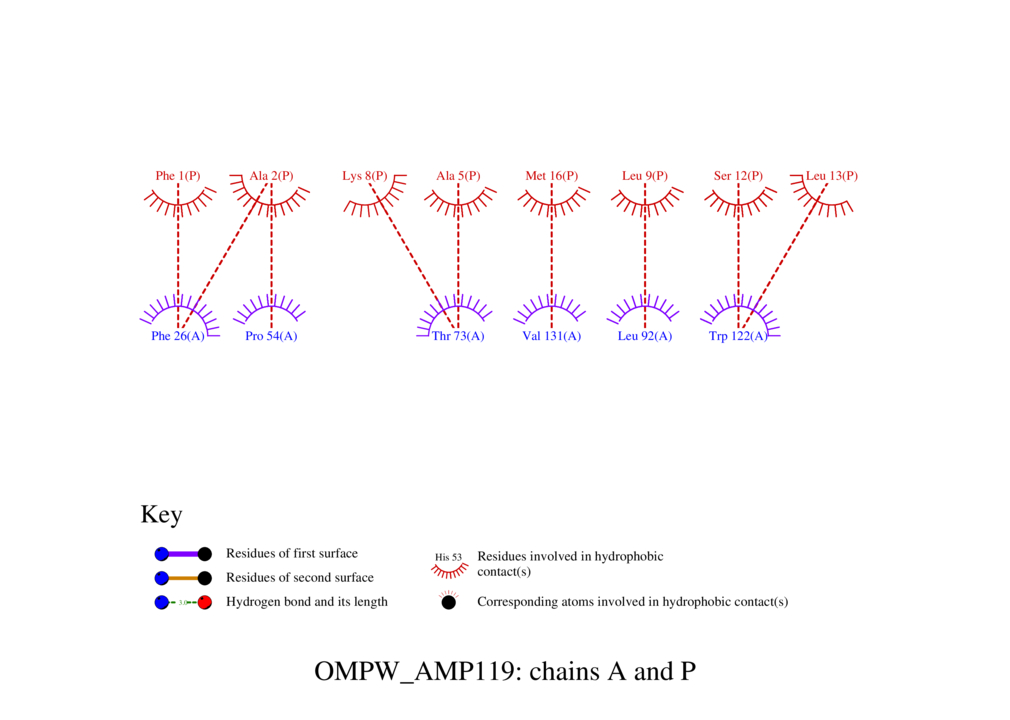 Phe 1(P) Ala 2(P) Lys 8(P) Ala 5(P) Met 16(P) Leu 9(P) Ser 12(P) Leu 13(P)
Phe 26(A) Pro 54(A) Thr 73(A) Val 131(A) Leu 92(A) Trp 122(A)
Key
Residues of first surface
Residues of second surface
3.0
Hydrogen bond and its length
His 53
Residues involved in hydrophobic
contact(s)
Corresponding atoms involved in hydrophobic contact(s)
OMPW_AMP119: chains A and P